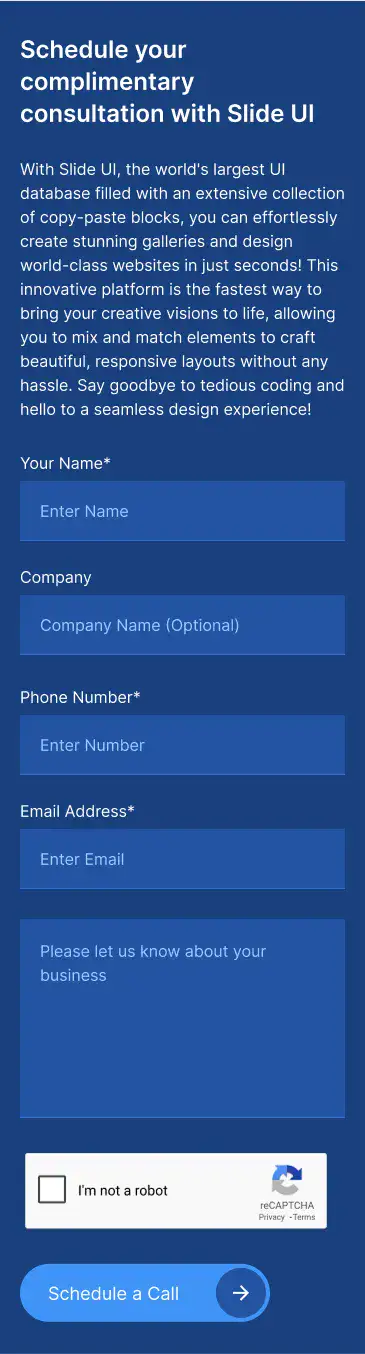 Schedule your
complimentary
consultation with Slide UI
With Slide UI, the world's largest UI
database filled with an extensive collection
of copy-paste blocks, you can effortlessly
create stunning galleries and design
world-class websites in just seconds! This
innovative platform is the fastest way to
bring your creative visions to life, allowing
you to mix and match elements to craft
beautiful, responsive layouts without any
hassle. Say goodbye to tedious coding and
hello to a seamless design experience!
Your Name*
Enter Name
Company
Company Name (Optional)
Phone Number*
Enter Number
Email Address*
Enter Email
Please let us know about your
business
I'm not a robot
reCAPTCHA
Privacy - Terms
Schedule a Call